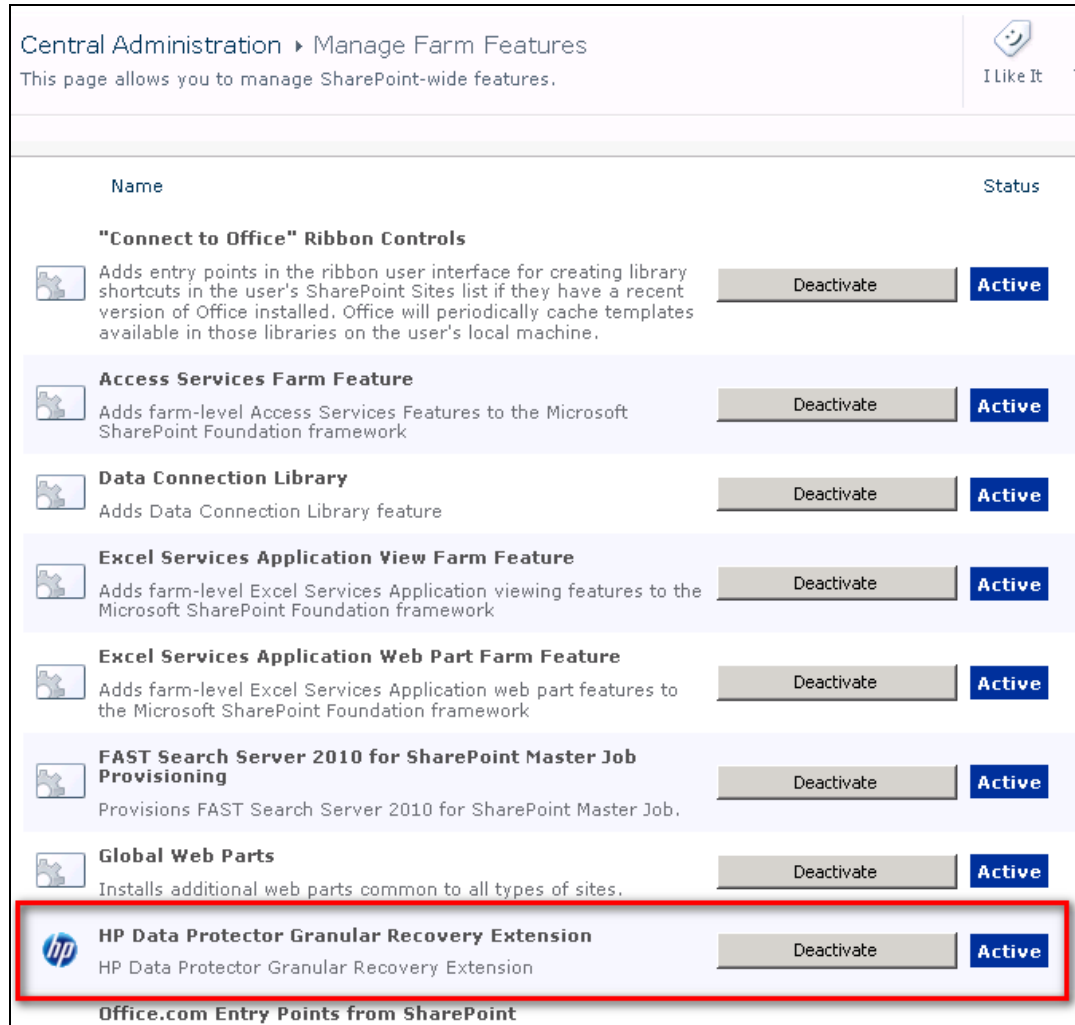 Central Administration ▸ Manage Farm Features
This page allows you to manage SharePoint-wide features.
I Like It
Name Status
"Connect to Office" Ribbon Controls
Adds entry points in the ribbon user interface for creating library
shortcuts in the user's SharePoint Sites list if they have a recent
version of Office installed. Office will periodically cache templates
available in those libraries on the user's local machine.
Deactivate Active
Access Services Farm Feature
Adds farm-level Access Services Features to the Microsoft
SharePoint Foundation framework
Deactivate Active
Data Connection Library
Adds Data Connection Library feature
Deactivate Active
Excel Services Application View Farm Feature
Adds farm-level Excel Services Application viewing features to the
Microsoft SharePoint Foundation framework
Deactivate Active
Excel Services Application Web Part Farm Feature
Adds farm-level Excel Services Application web part features to
the Microsoft SharePoint Foundation framework
Deactivate Active
FAST Search Server 2010 for SharePoint Master Job
Provisioning
Provisions FAST Search Server 2010 for SharePoint Master Job.
Deactivate Active
Global Web Parts
Installs additional web parts common to all types of sites.
Deactivate Active
hp
HP Data Protector Granular Recovery Extension
HP Data Protector Granular Recovery Extension
Deactivate Active
Office.com Entry Points from SharePoint